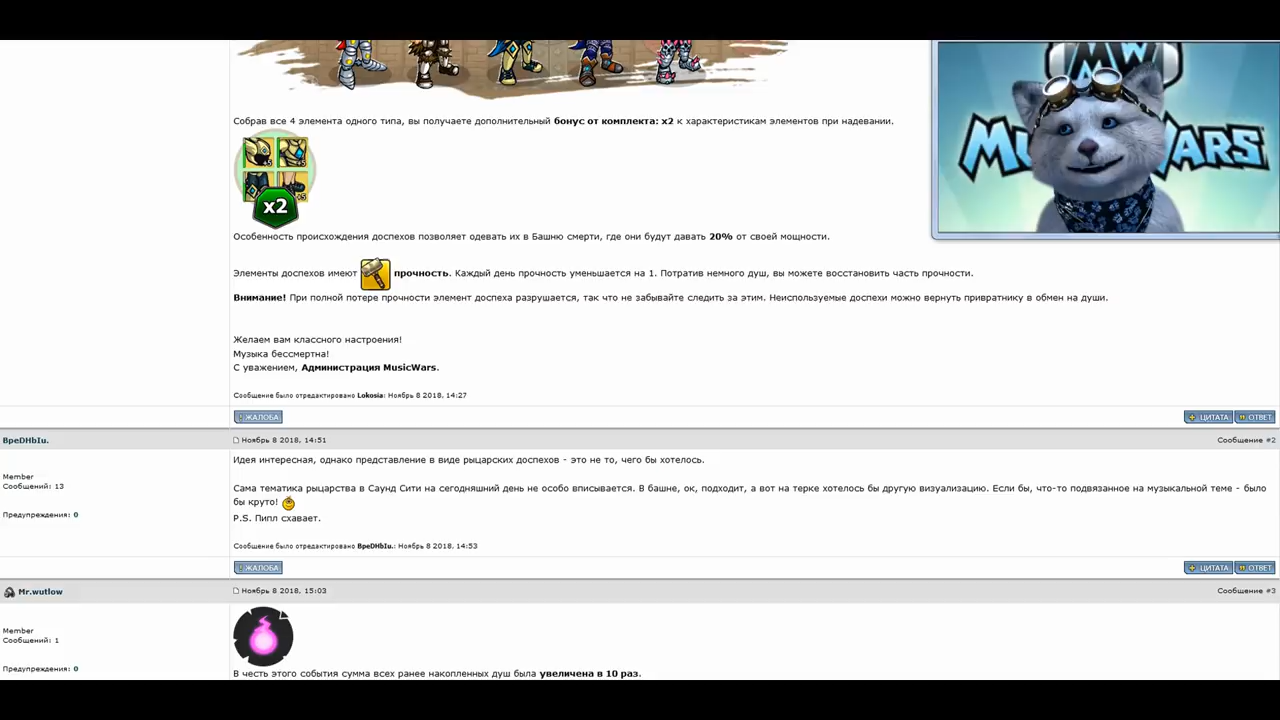 Собрав все 4 элемента одного типа, вы получаете дополнительный бонус от комплекта: x2 к характеристикам элементов при надевании.
x2
MW
MUSICWARS
Особенность происхождения доспехов позволяет одевать их в Башню смерти, где они будут давать 20% от своей мощности.
Элементы доспехов имеют прочность. Каждый день прочность уменьшается на 1. Потратив немного душ, вы можете восстановить часть прочности.
Внимание! При полной потере прочности элемент доспеха разрушается, так что не забывайте следить за этим. Неиспользуемые доспехи можно вернуть привратнику в обмен на души.
Желаем вам классного настроения!
Музыка бессмертна!
С уважением, Администрация MusicWars.
Сообщение было отредактировано Lokosia: Ноябрь 8 2018, 14:27
! ЖАЛОБА
+ ЦИТАТА
ОТВЕТ
BpeDHbIu.
Ноябрь 8 2018, 14:51
Сообщение #2
Идея интересная, однако представление в виде рыцарских доспехов - это не то, чего бы хотелось.
Member
Сообщений: 13
Сама тематика рыцарства в Саунд Сити на сегодняшний день не особо вписывается. В башне, ок, подходит, а вот на терке хотелось бы другую визуализацию. Если бы, что-то подвязанное на музыкальной теме - было
бы круто!
Предупреждения: 0
P.S. Пипл схавает.
Сообщение было отредактировано BpeDHbIu.: Ноябрь 8 2018, 14:53
! ЖАЛОБА
+ ЦИТАТА
ОТВЕТ
Mr.wutlow
Ноябрь 8 2018, 15:03
Сообщение #3
Member
Сообщений: 1
Предупреждения: 0
В честь этого события сумма всех ранее накопленных душ была увеличена в 10 раз.